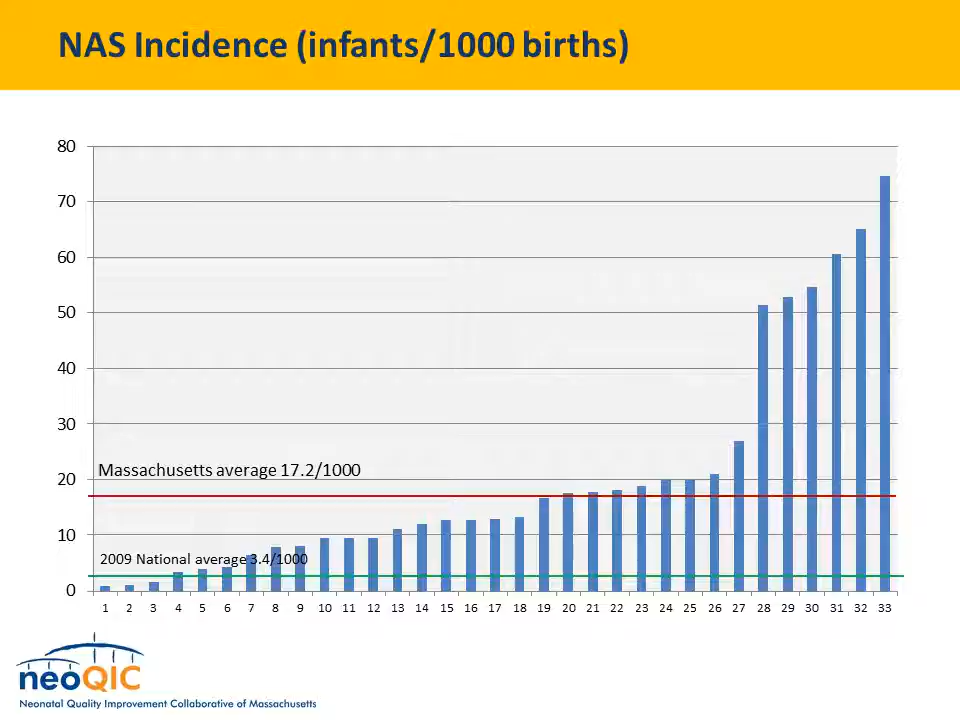 NAS Incidence (infants/1000 births)
80
70
60
50
40
30
20
10
0
Massachusetts average 17.2/1000
2009 National average 3.4/1000
1 2 3 4 5 6 7 8 9 10 11 12 13 14 15 16 17 18 19 20 21 22 23 24 25 26 27 28 29 30 31 32 33
neoQIC
Neonatal Quality Improvement Collaborative of Massachusetts